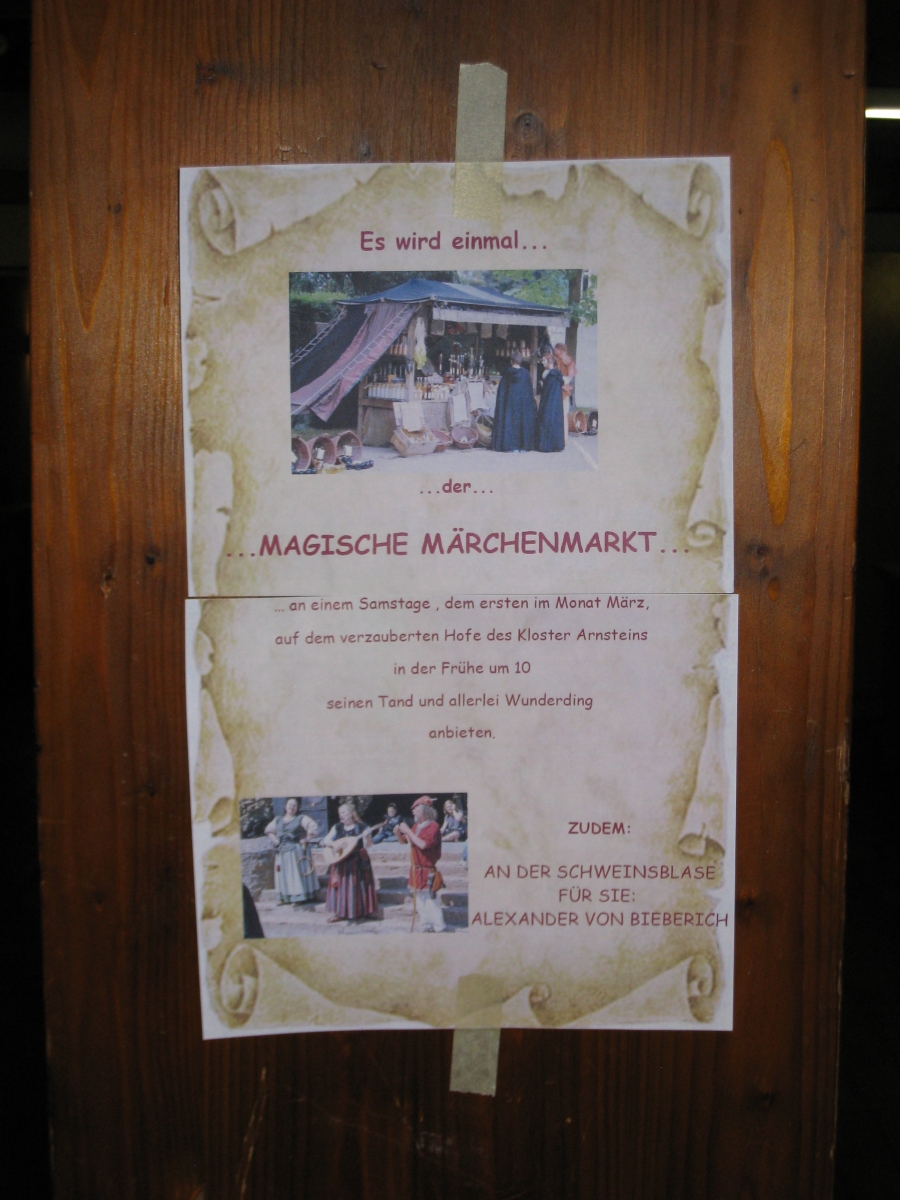 Es wird einmal...
...der...
...MAGISCHE MÄRCHENMARKT...
... an einem Samstage , dem ersten im Monat März,
auf dem verzauberten Hofe des Kloster Arnsteins
in der Frühe um 10
seinen Tand und allerlei Wunderding
anbieten.
ZUDEM:
AN DER SCHWEINSBLASE
FÜR SIE:
ALEXANDER VON BIEBERICH